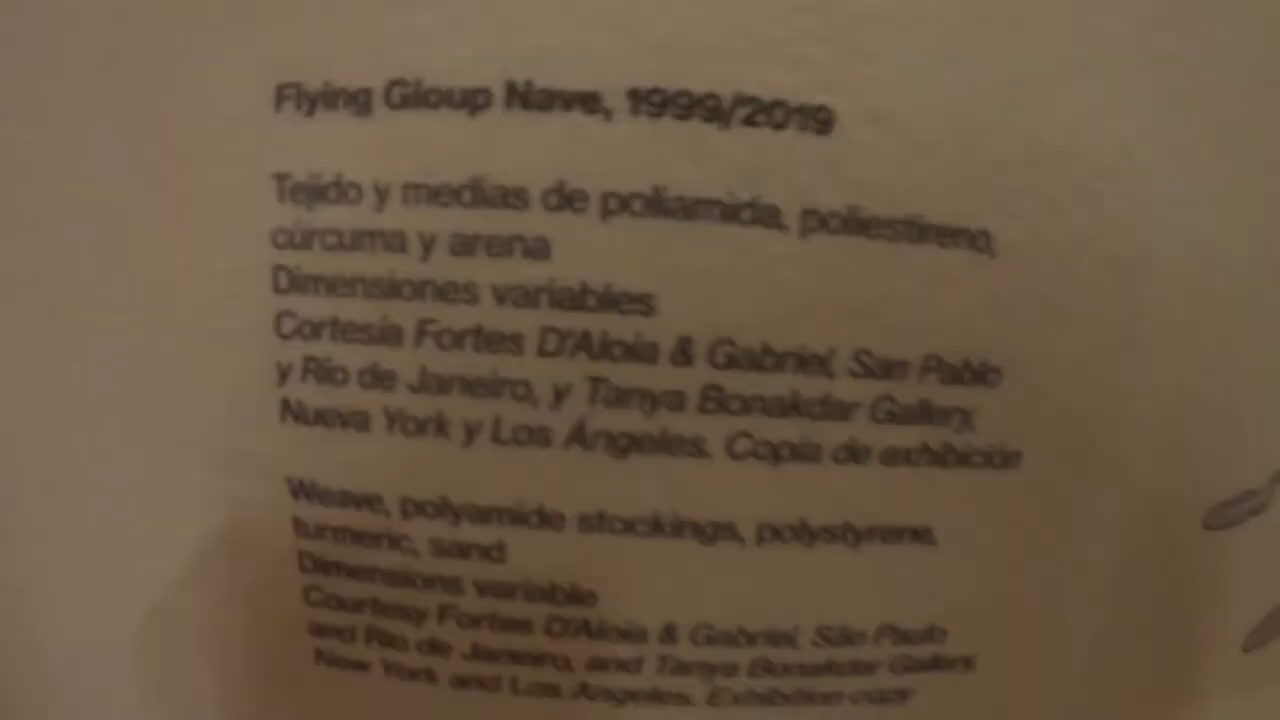 Flying Gloup Nave, 1999/2019
Tejido y medias de poliamida, poliestireno,
cúrcuma y arena
Dimensiones variables
Cortesía Fortes D'Aloia & Gabriel, San Pablo
y Río de Janeiro, y Tanya Bonakdar Gallery,
Nueva York y Los Ángeles. Copia de exhibición
Weave, polyamide stockings, polystyrene,
turmeric, sand
Dimensions variable
Courtesy Fortes D'Aloia & Gabriel, São Paulo
and Rio de Janeiro, and Tanya Bonakdar Gallery,
New York and Los Angeles. Exhibition copy